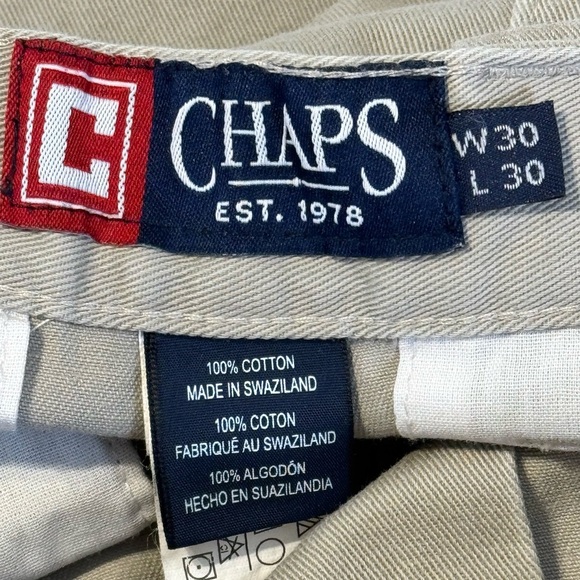 C
CHAPS
EST. 1978
W 30
L 30
100% COTTON
MADE IN SWAZILAND
100% COTON
FABRIQUÉ AU SWAZILAND
100% ALGODÓN
HECHO EN SUAZILANDIA